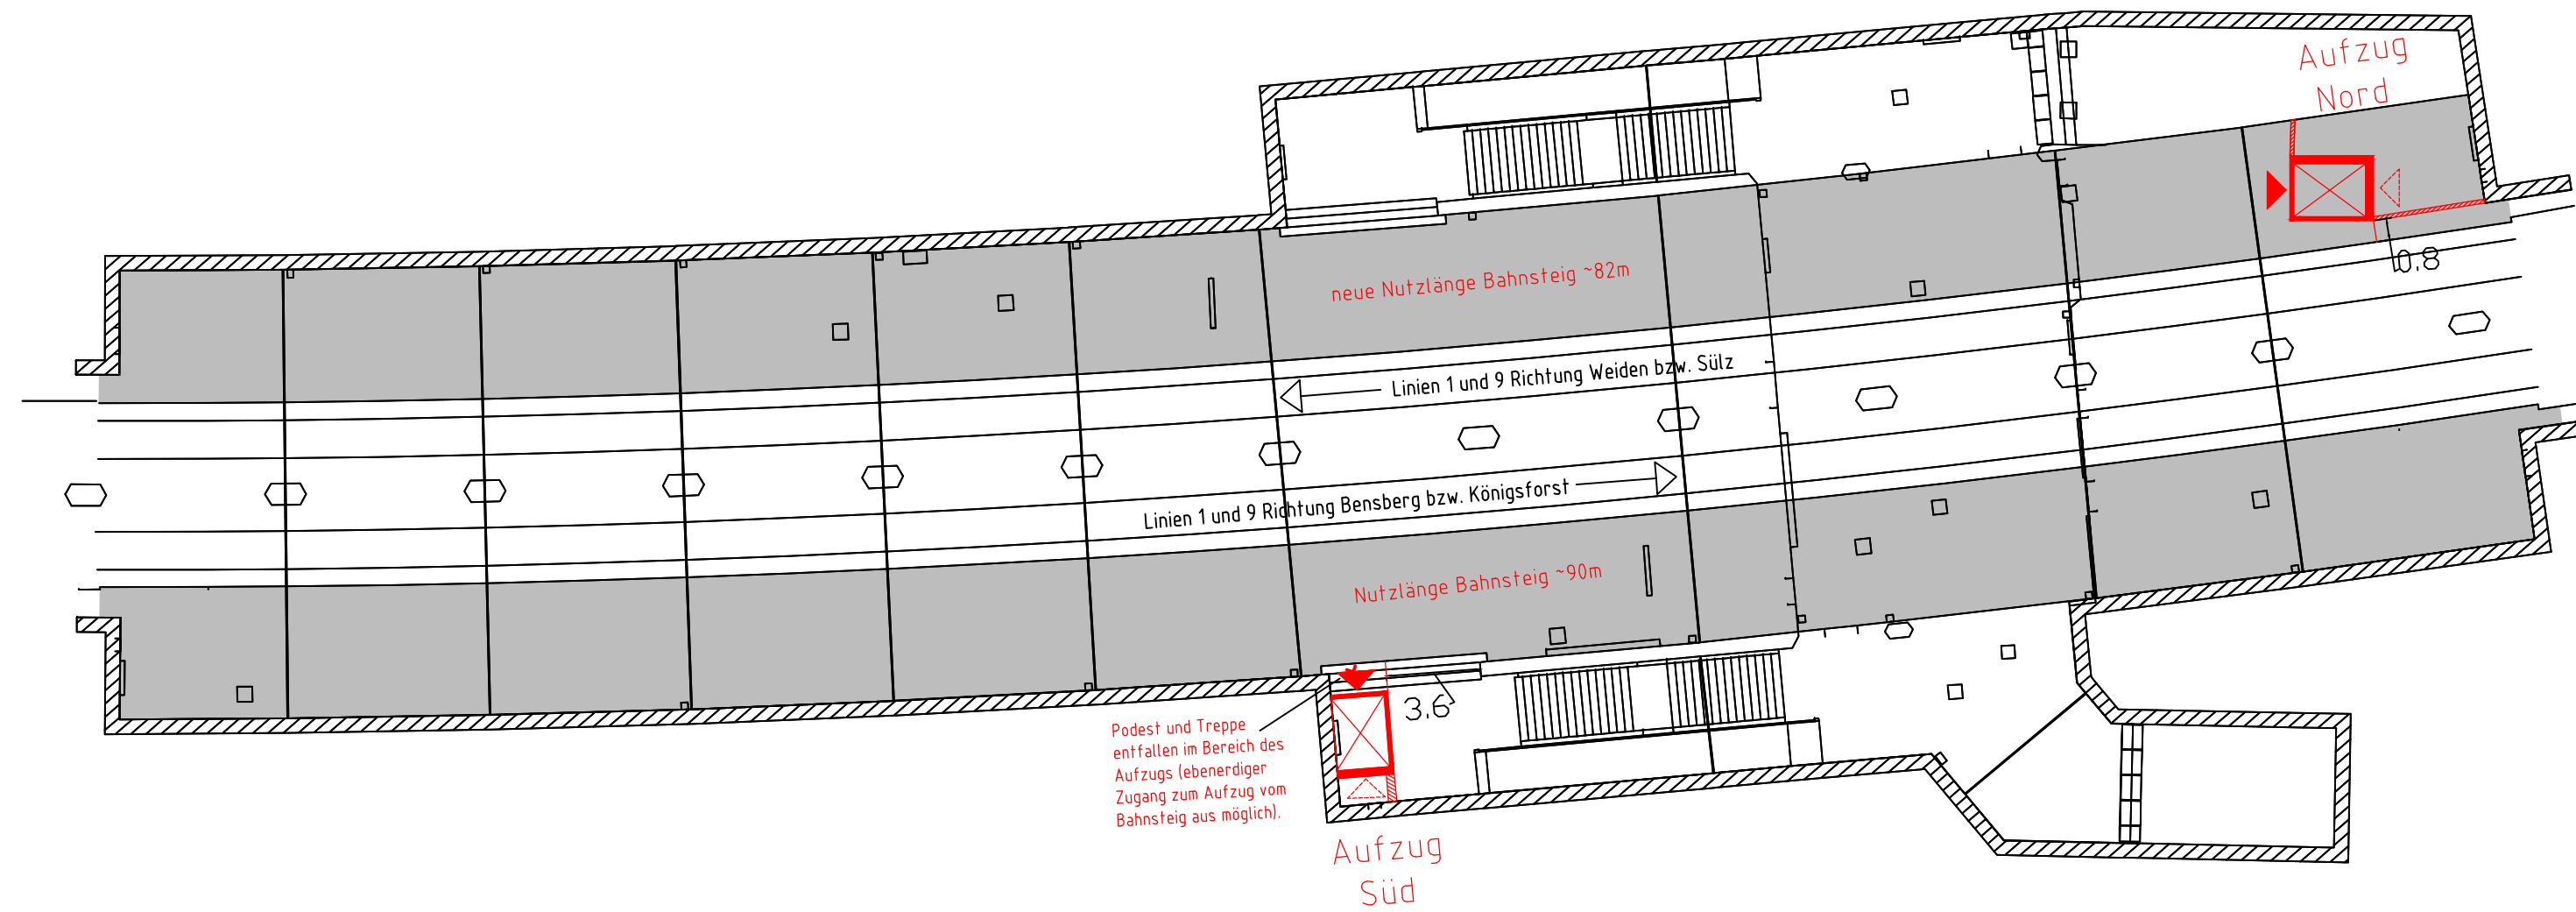 Aufzug
Nord
0.8
neue Nutzlänge Bahnsteig ~82m
Linien 1 und 9 Richtung Weiden bzw. Sülz
Linien 1 und 9 Richtung Bensberg bzw. Königsforst
Nutzlänge Bahnsteig ~90m
3.6
Podest und Treppe
entfallen im Bereich des
Aufzugs (ebenerdiger
Zugang zum Aufzug vom
Bahnsteig aus möglich).
Aufzug
Süd